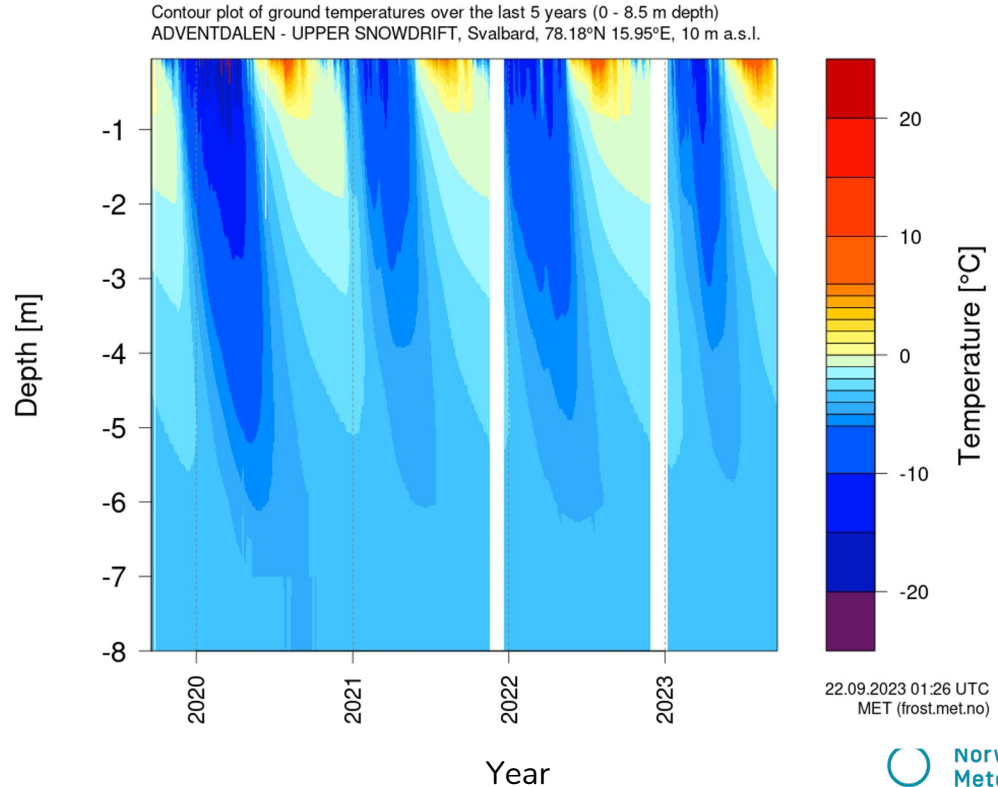 Contour plot of ground temperatures over the last 5 years (0 - 8.5 m depth)
ADVENTDALEN - UPPER SNOWDRIFT, Svalbard, 78.18°N 15.95°E, 10 m a.s.l.
Depth [m]
-1
-2
-3
-4
-5
-6
-7
-8
2020
2021
2022
2023
Year
20
10
0
-10
-20
Temperature [°C]
22.09.2023 01:26 UTC
MET (frost.met.no)